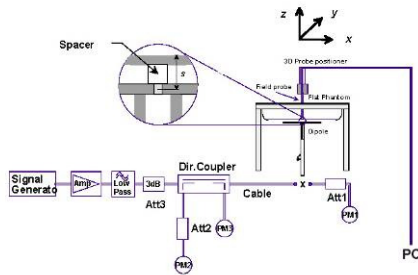 z
y
x
Spacer
s
3D Probe positioner
Field probe
Flat Phantom
Dipole
Signal
Generato
Amp
Low
Pass
3dB
Att3
Dir.Coupler
Cable
x
Att1
PM1
Att2
PM3
PM2
PC